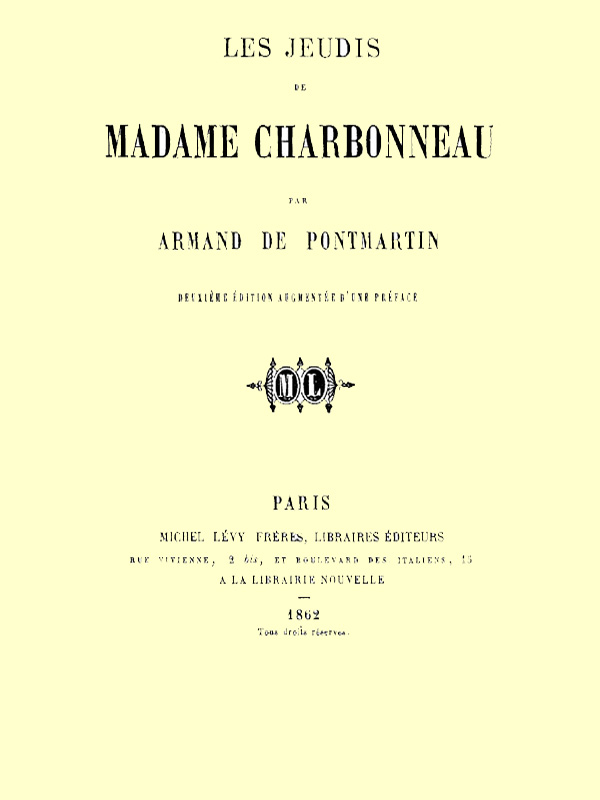 LES JEUDIS
DE
MADAME CHARBONNEAU
PAR
ARMAND DE PONTMARTIN
DEUXIÈME ÉDITION AUGMENTÉE D'UNE PRÉFACE
ML
PARIS
MICHEL LÉVY FRÈRES, LIBRAIRES ÉDITEURS
RUE VIVIENNE, 2 bis, ET BOULEVARD DES ITALIENS, 15
A LA LIBRAIRIE NOUVELLE
1862
Tous droits réservés.